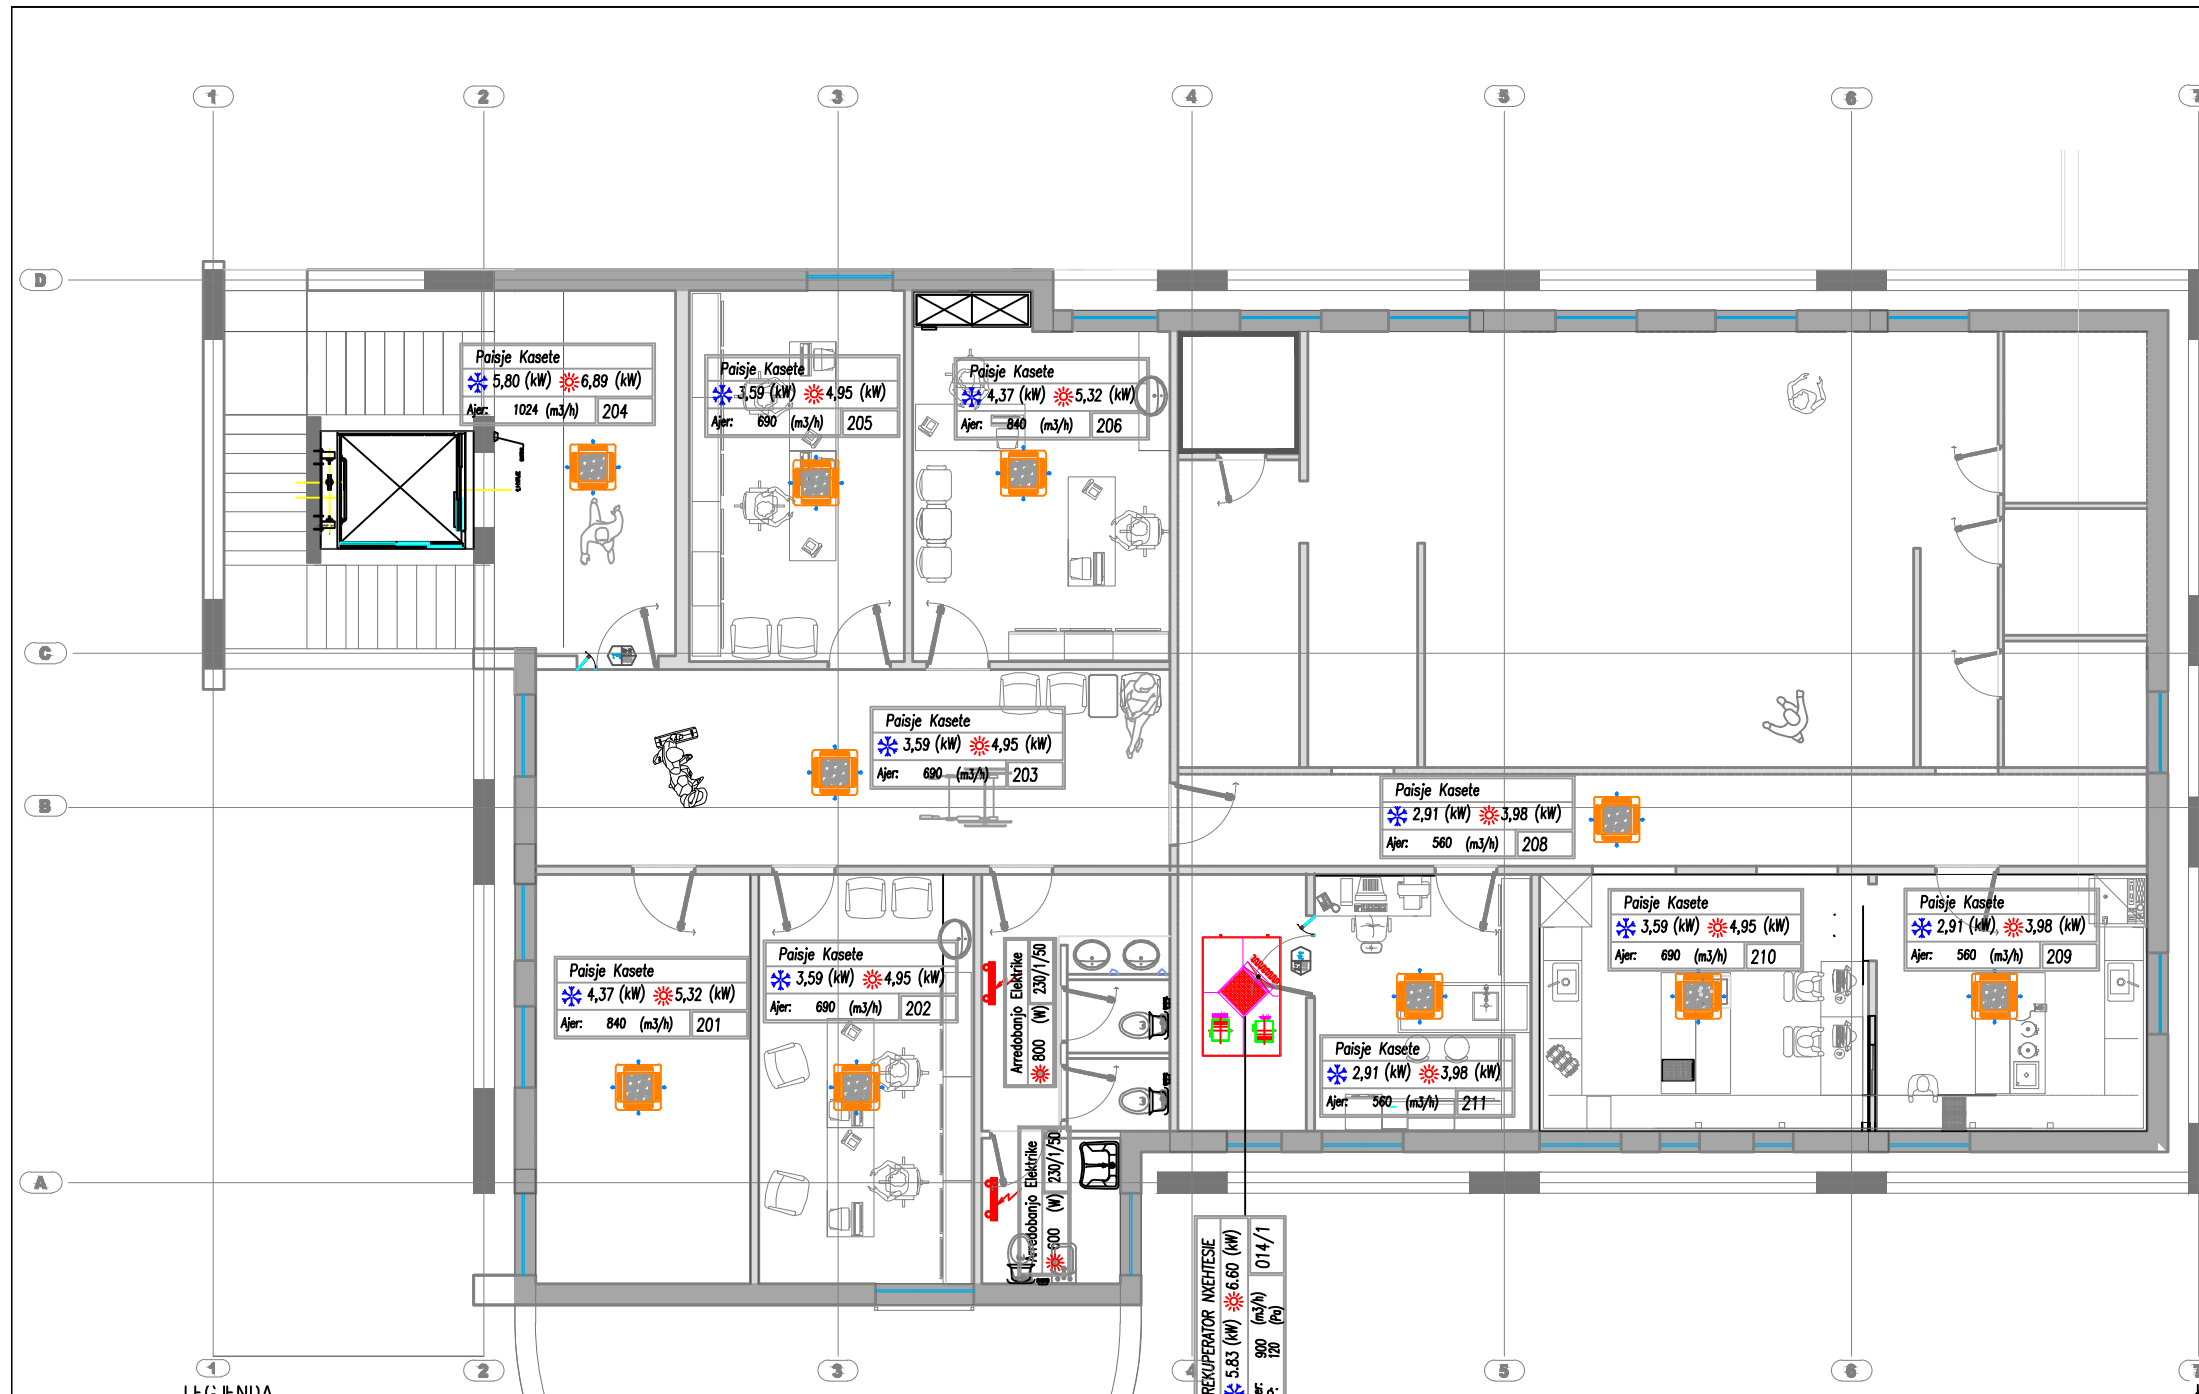 1 2 3 4 5 6
D
Paisje Kasete
5,80 (kW) 6,89 (kW)
Ajer: 1024 (m3/h) 204
Paisje Kasete
3,59 (kW) 4,95 (kW)
Ajer: 690 (m3/h) 205
Paisje Kasete
4,37 (kW) 5,32 (kW)
Ajer: 840 (m3/h) 206
C
Paisje Kasete
3,59 (kW) 4,95 (kW)
Ajer: 690 (m3/h) 203
B
Paisje Kasete
2,91 (kW) 3,98 (kW)
Ajer: 560 (m3/h) 208
Paisje Kasete
4,37 (kW) 5,32 (kW)
Ajer: 840 (m3/h) 201
Paisje Kasete
3,59 (kW) 4,95 (kW)
Ajer: 690 (m3/h) 202
Arredobanjo Elektrike
800 (W) 230/1/50
Paisje Kasete
2,91 (kW) 3,98 (kW)
Ajer: 560 (m3/h) 211
Paisje Kasete
3,59 (kW) 4,95 (kW)
Ajer: 690 (m3/h) 210
Paisje Kasete
2,91 (kW) 3,98 (kW)
Ajer: 560 (m3/h) 209
Arredobanjo Elektrike
600 (W) 230/1/50
A
REKUPERATOR NXEHTESIE
5.83 (kW) 6.60 (kW)
900 (m3/h) 014/1
120 (Pa)
1 2 3 4 5 6
LEGJENDA